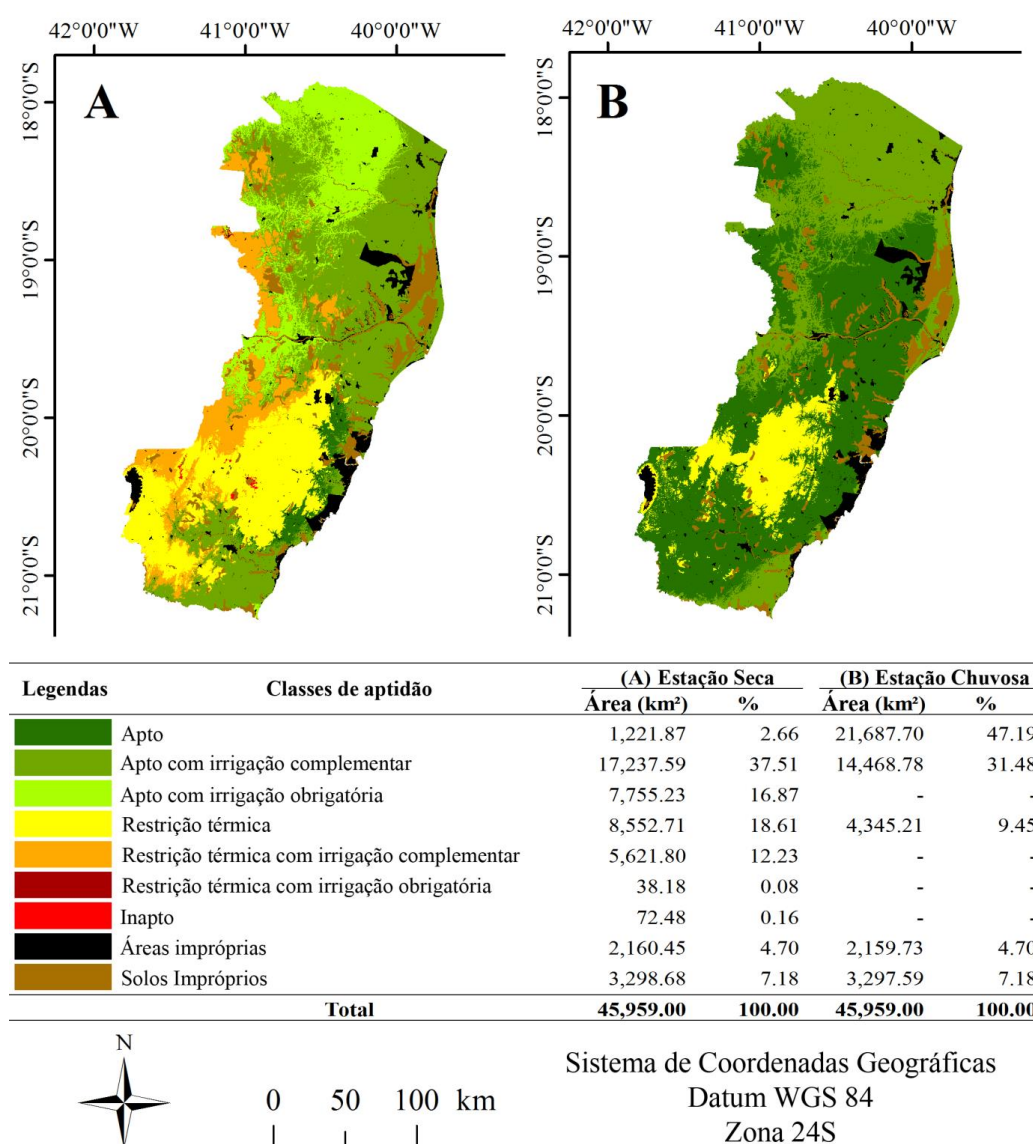 42°0'0"W 41°0'0"W 40°0'0"W 42°0'0"W 41°0'0"W 40°0'0"W
A B
18°0'0"S 18°0'0"S
19°0'0"S 19°0'0"S
20°0'0"S 20°0'0"S
21°0'0"S 21°0'0"S
Legendas Classes de aptidão (A) Estação Seca (B) Estação Chuvosa
Área (km²) % Área (km²) %
Apto 1,221.87 2.66 21,687.70 47.19
Apto com irrigação complementar 17,237.59 37.51 14,468.78 31.48
Apto com irrigação obrigatória 7,755.23 16.87 - -
Restrição térmica 8,552.71 18.61 4,345.21 9.45
Restrição térmica com irrigação complementar 5,621.80 12.23 - -
Restrição térmica com irrigação obrigatória 38.18 0.08 - -
Inapto 72.48 0.16 - -
Áreas impróprias 2,160.45 4.70 2,159.73 4.70
Solos Impróprios 3,298.68 7.18 3,297.59 7.18
Total 45,959.00 100.00 45,959.00 100.00
N
0 50 100 km
Sistema de Coordenadas Geográficas
Datum WGS 84
Zona 24S